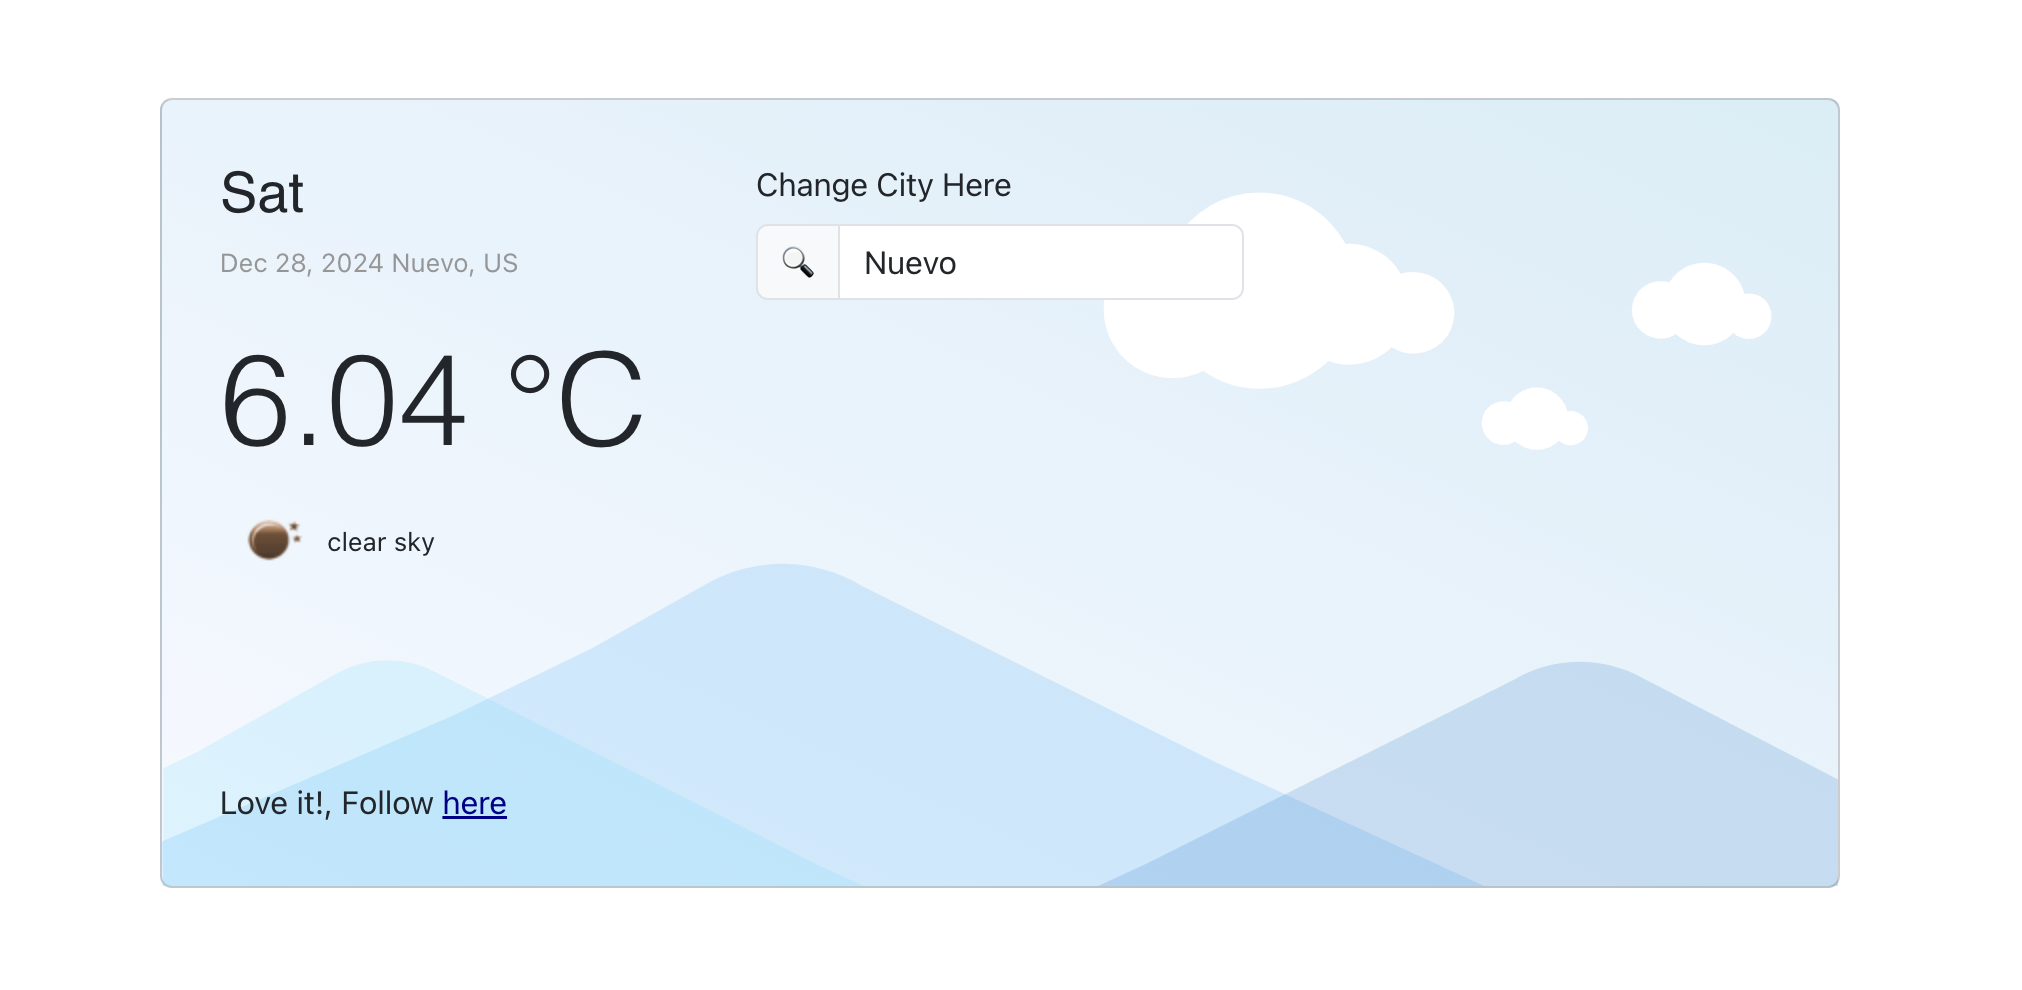 Sat
Dec 28, 2024 Nuevo, US
6.04 °C
clear sky
Change City Here
Nuevo
Love it!, Follow here